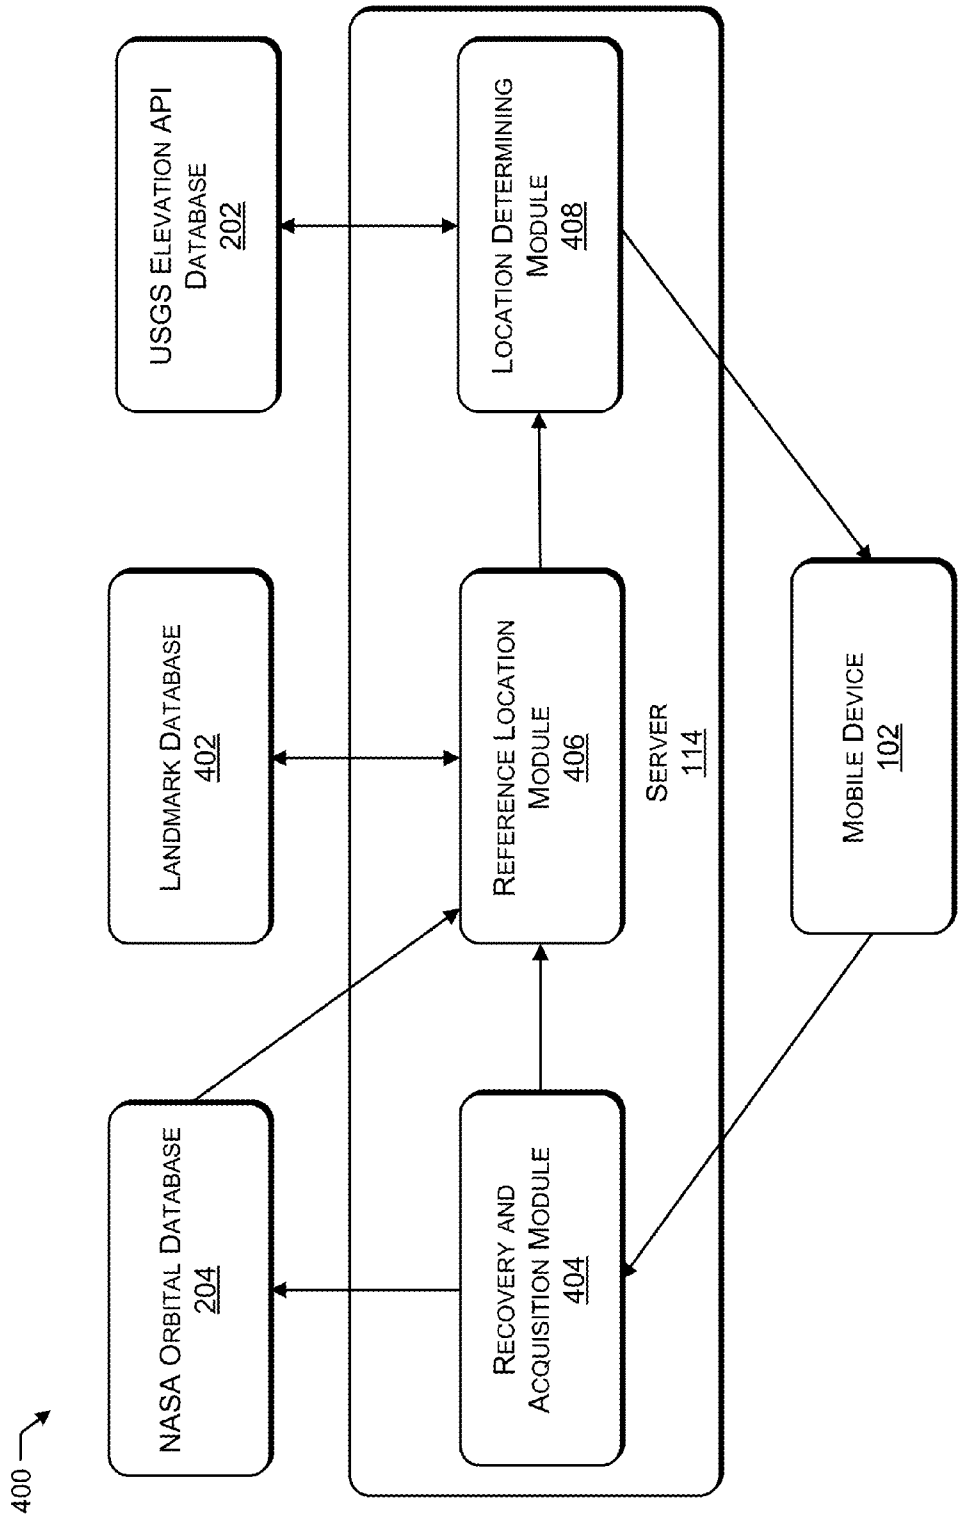 400
NASA ORBITAL DATABASE
204
LANDMARK DATABASE
402
USGS ELEVATION API
DATABASE
202
RECOVERY AND
ACQUISITION MODULE
404
REFERENCE LOCATION
MODULE
406
LOCATION DETERMINING
MODULE
408
SERVER
114
MOBILE DEVICE
102